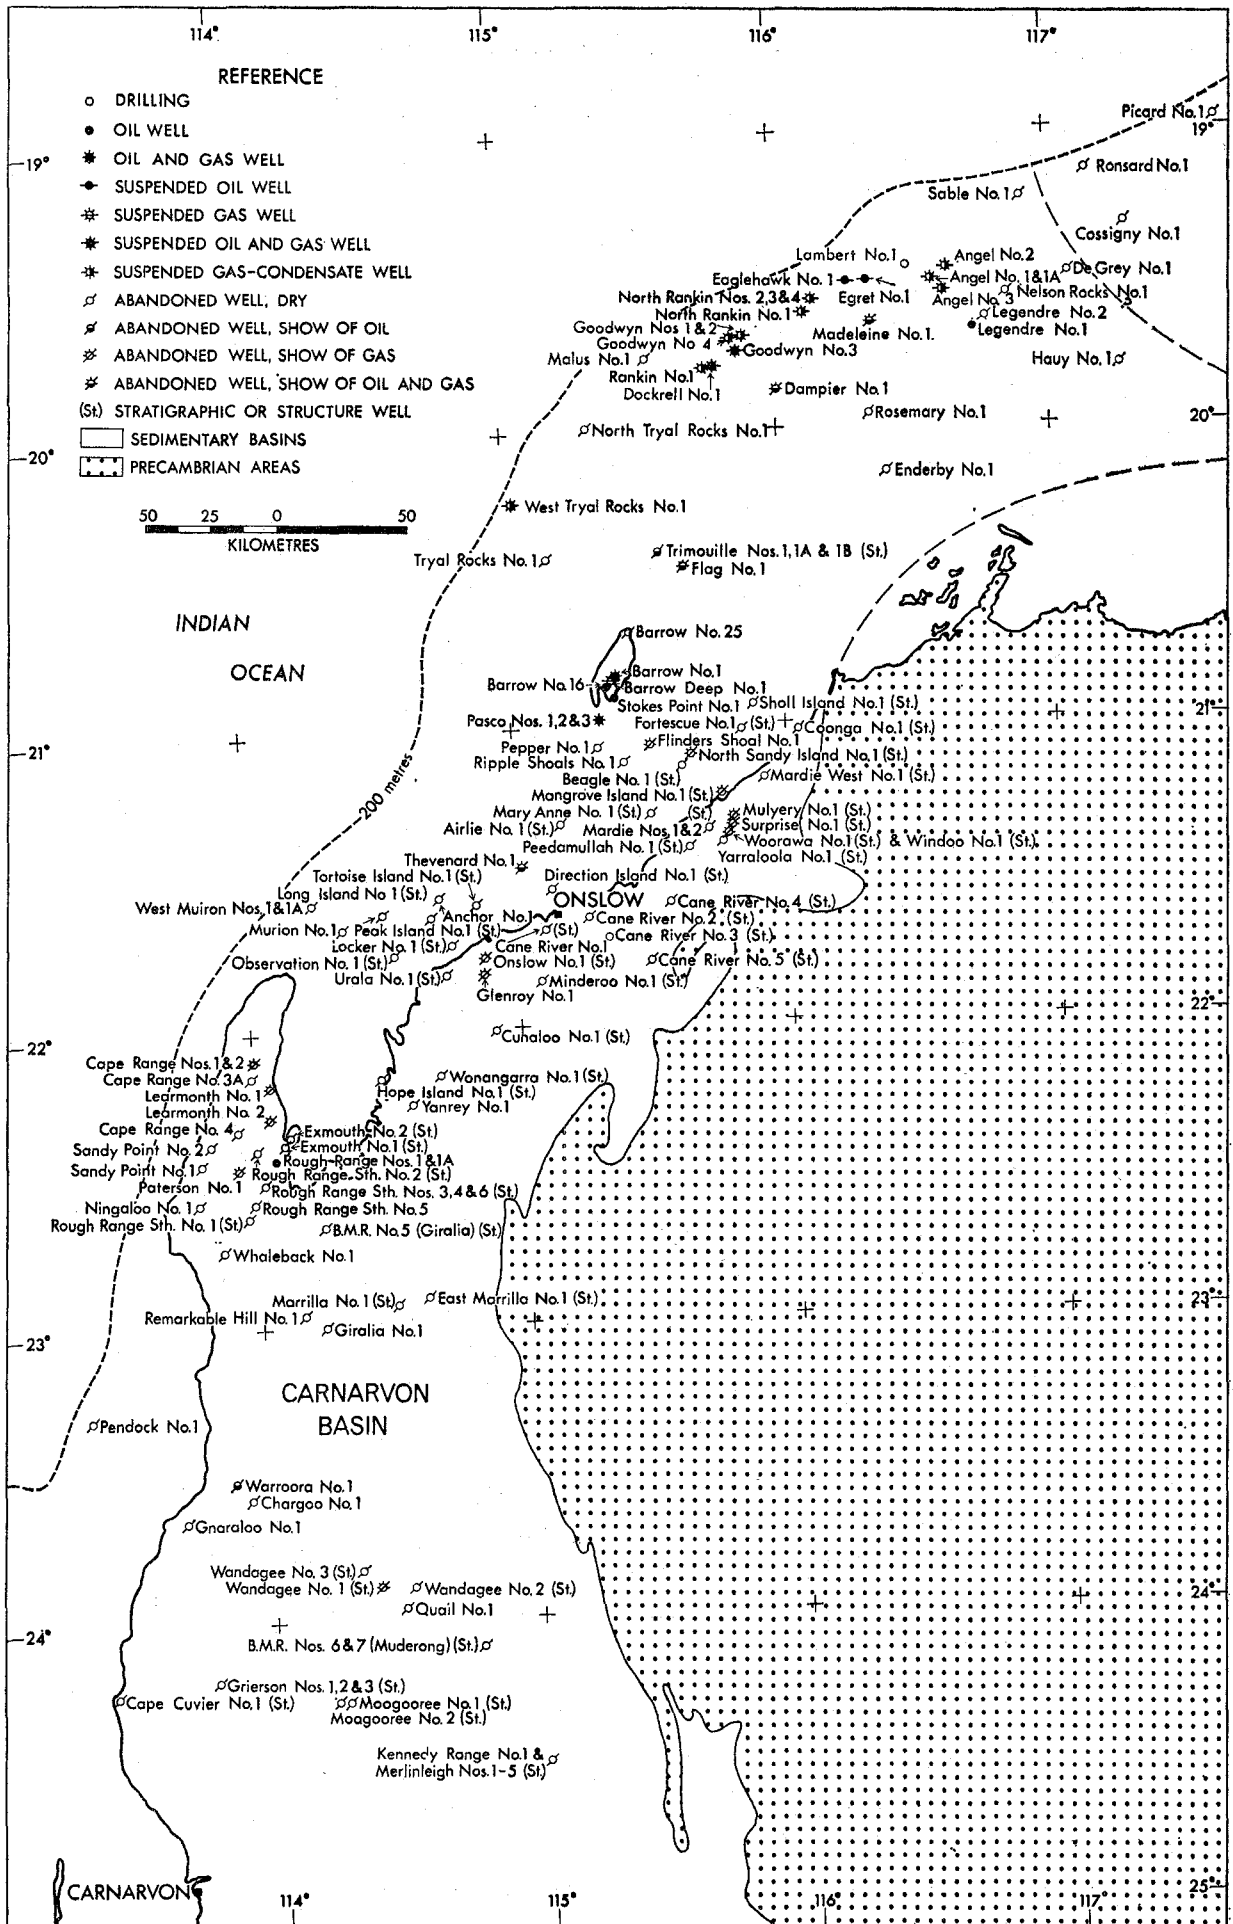 114°
115°
116°
117°
REFERENCE
DRILLING
OIL WELL
OIL AND GAS WELL
SUSPENDED OIL WELL
SUSPENDED GAS WELL
SUSPENDED OIL AND GAS WELL
SUSPENDED GAS-CONDENSATE WELL
ABANDONED WELL, DRY
ABANDONED WELL, SHOW OF OIL
ABANDONED WELL, SHOW OF GAS
ABANDONED WELL, SHOW OF OIL AND GAS
(St.) STRATIGRAPHIC OR STRUCTURE WELL
SEDIMENTARY BASINS
PRECAMBRIAN AREAS
50 25 0 50
KILOMETRES
Picard No.1
19°
19°
Ronsard No.1
Sable No.1
Cossigny No.1
Lambert No.1
Angel No.2
De Grey No.1
Eaglehawk No.1
Angel No.1&1A
Egret No.1
Nelson Rocks No.1
North Rankin Nos. 2,3&4
Angel No.3
North Rankin No.1
Legendre No.2
Goodwyn Nos 1&2
Madeleine No.1.
Legendre No.1
Goodwyn No 4
Goodwyn No.3
Malus No.1
Hauy No.1
Rankin No.1
Dockrell No.1
Dampier No.1
Rosemary No.1
20°
North Tryal Rocks No.1
20°
Enderby No.1
West Tryal Rocks No.1
Trimouille Nos.1,1A & 1B (St.)
Tryal Rocks No.1
Flag No.1
INDIAN
OCEAN
Barrow No.25
Barrow No.1
Barrow No.16
Barrow Deep No.1
Stokes Point No.1
Sholl Island No.1 (St.)
21°
Pasco Nos. 1,2&3
Fortescue No.1 (St.)
Coonga No.1 (St.)
Pepper No.1
Flinders Shoal No.1
21°
Ripple Shoals No.1
North Sandy Island No.1 (St.)
Beagle No.1 (St.)
Mardie West No.1 (St.)
200 metres
Mangrove Island No.1 (St.)
Mary Anne No. 1 (St.)
(St.)
Mulyery No.1 (St.)
Airlie No. 1 (St.)
Mardie Nos. 1&2
Surprise No.1 (St.)
Peedamullah No.1 (St.)
Woorawa No.1 (St.) & Windoo No.1 (St.)
Yarraloola No.1 (St.)
Thevenard No.1
Tortoise Island No.1 (St.)
Direction Island No.1 (St.)
Long Island No 1 (St.)
ONSLOW
Cane River No.4 (St.)
West Muiron Nos.1&1A
Anchor No.1
Cane River No.2 (St.)
Murion No.1
Peak Island No.1 (St.)
(St.)
Cane River No.3 (St.)
Locker No.1 (St.)
Cane River No.1
Observation No.1 (St.)
Onslow No.1 (St.)
Cane River No.5 (St.)
Urala No.1 (St.)
Minderoo No.1 (St.)
Glenroy No.1
22°
Cunaloo No.1 (St.)
22°
Cape Range Nos.1&2
Cape Range No.3A
Wonangarra No.1 (St.)
Learmonth No. 1
Hope Island No.1 (St.)
Learmonth No. 2
Yanrey No.1
Cape Range No. 4
Exmouth No.2 (St.)
Sandy Point No.2
Exmouth No.1 (St.)
Rough Range Nos.1&1A
Sandy Point No.1
Rough Range Sth. No.2 (St.)
Paterson No.1
Rough Range Sth. Nos. 3,4&6 (St.)
Ningaloo No.1
Rough Range Sth. No.5
Rough Range Sth. No.1 (St.)
B.M.R. No.5 (Giralia) (St.)
Whaleback No.1
Marrilla No.1 (St.)
East Marrilla No.1 (St.)
23°
Remarkable Hill No.1
Giralia No.1
23°
CARNARVON
BASIN
Pendock No.1
Warroora No.1
Chargoo No.1
Gnaraloo No.1
Wandagee No. 3 (St.)
Wandagee No. 1 (St.)
Wandagee No. 2 (St.)
24°
Quail No.1
24°
B.M.R. Nos. 6&7 (Muderong) (St.)
Grierson Nos.1,2&3 (St.)
Cape Cuvier No.1 (St.)
Moogooree No.1 (St.)
Moogooree No.2 (St.)
Kennedy Range No.1 &
Merlinleigh Nos.1-5 (St.)
CARNARVON
25°
114°
115°
116°
117°